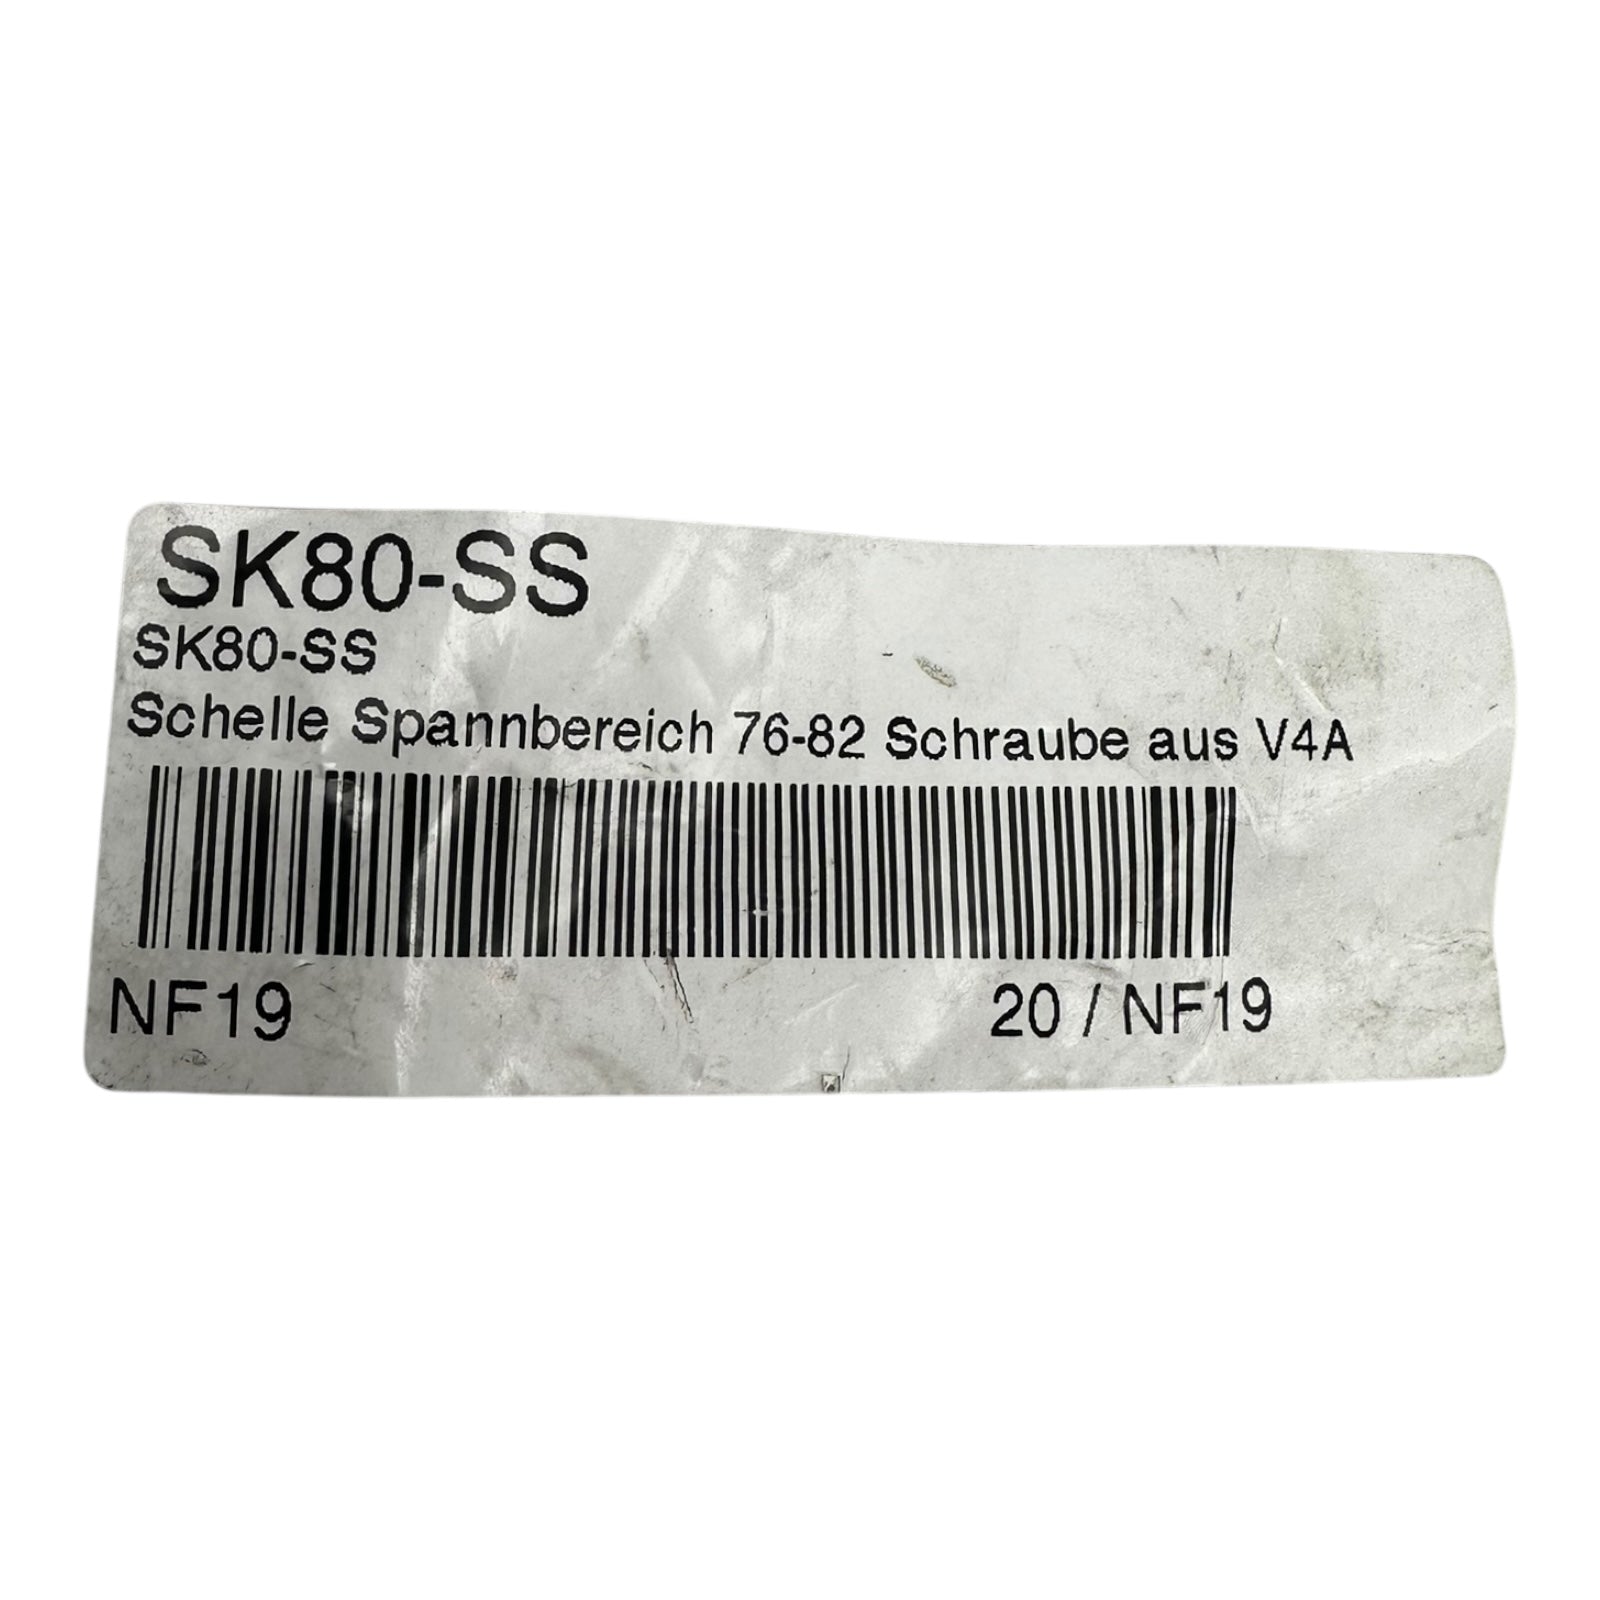 SK80-SS
SK80-SS
Schelle Spannbereich 76-82 Schraube aus V4A
NF19 20 / NF19